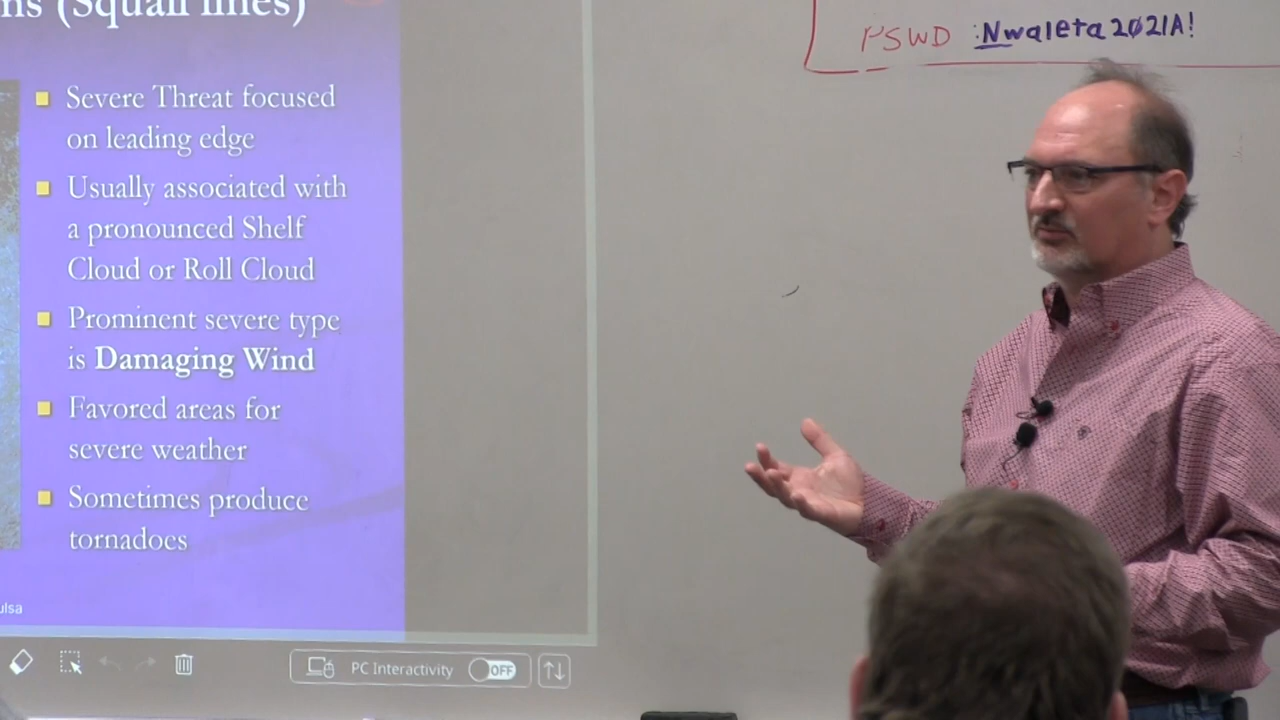 ns (Squall lines)
Severe Threat focused
on leading edge
Usually associated with
a pronounced Shelf
Cloud or Roll Cloud
Prominent severe type
is Damaging Wind
Favored areas for
severe weather
Sometimes produce
tornadoes
ulsa
PC Interactivity
OFF
PSWD :Nwaleta2021A!